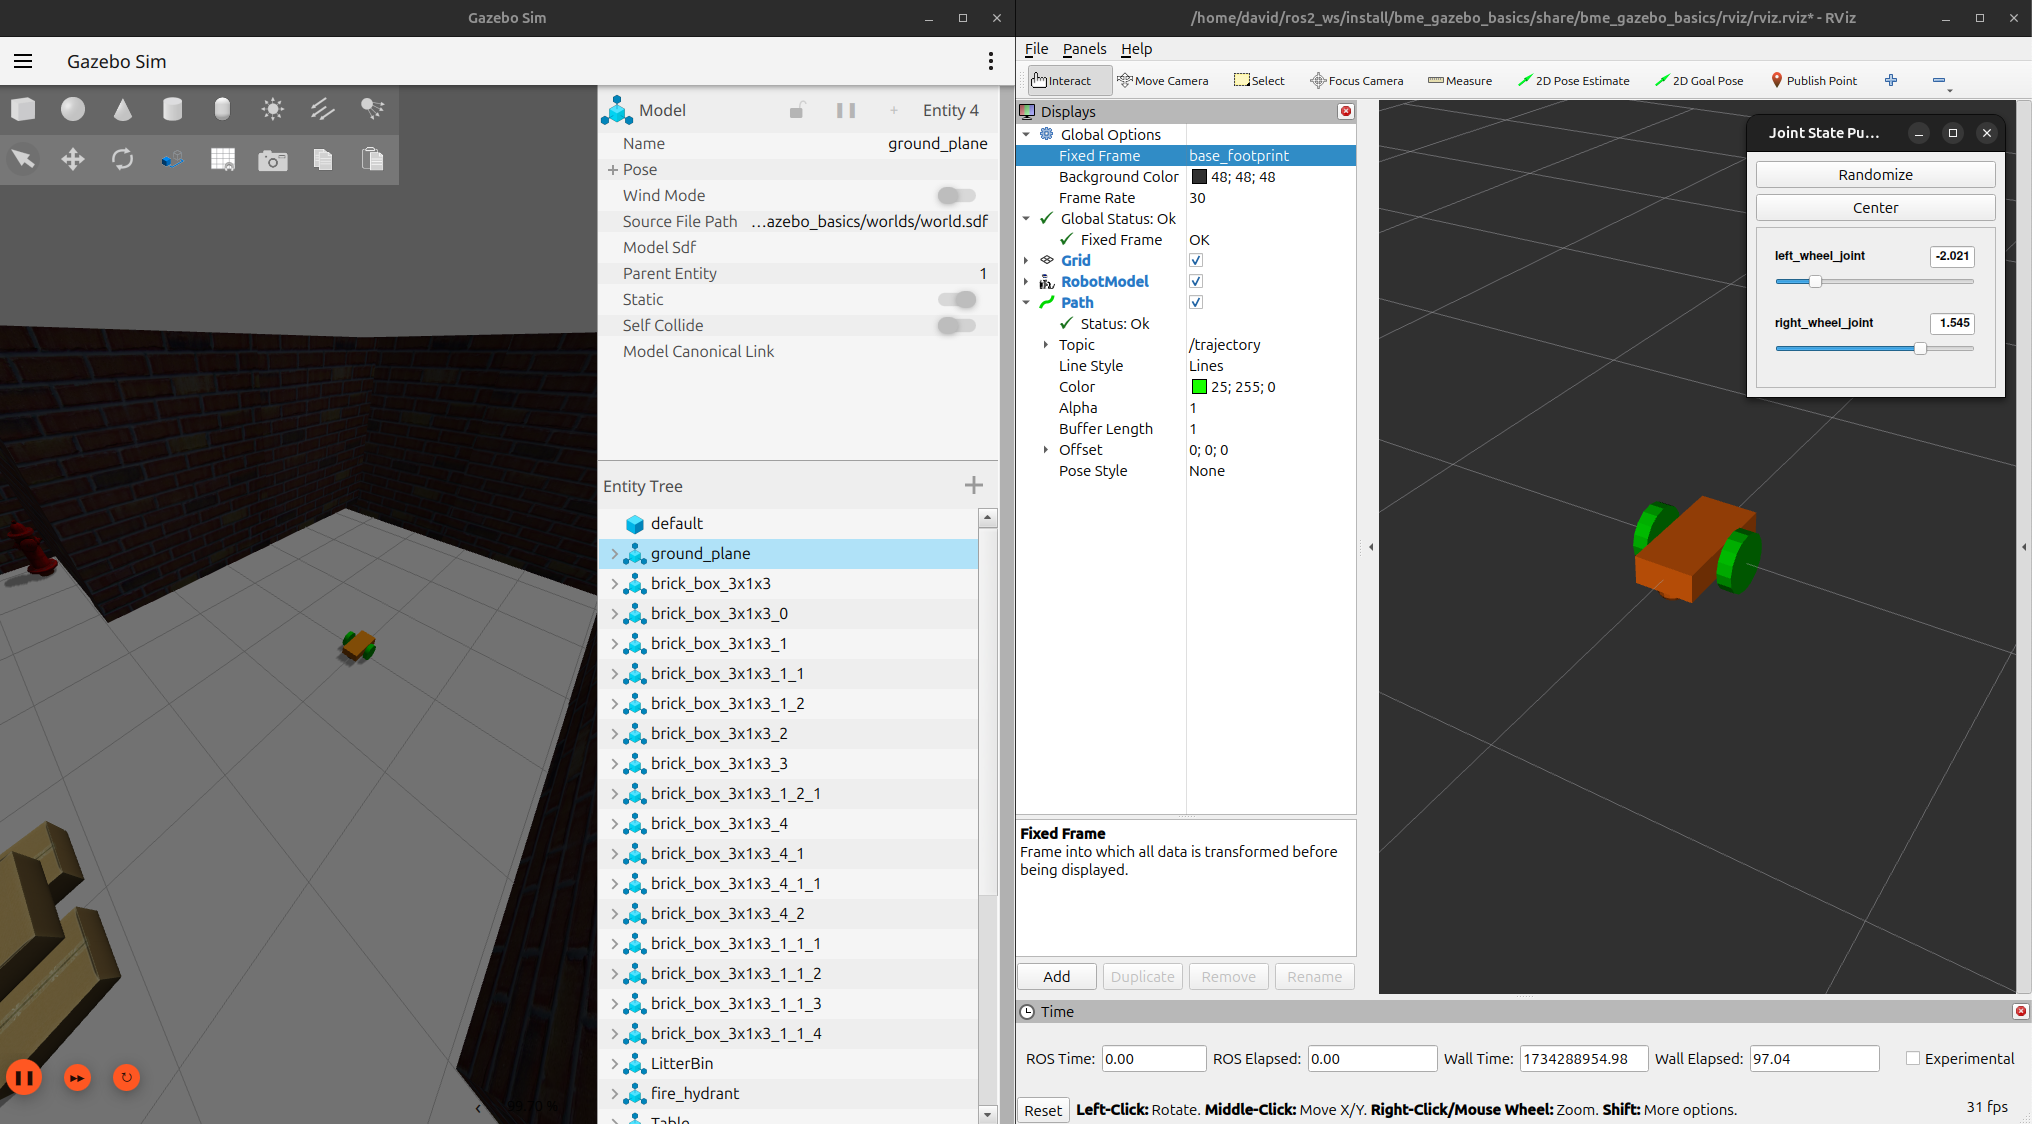 Gazebo Sim
Gazebo Sim
Model
Entity 4
Name ground_plane
Pose
Wind Mode
Source File Path ...azebo_basics/worlds/world.sdf
Model Sdf
Parent Entity 1
Static
Self Collide
Model Canonical Link
Entity Tree
default
ground_plane
brick_box_3x1x3
brick_box_3x1x3_0
brick_box_3x1x3_1
brick_box_3x1x3_1_1
brick_box_3x1x3_1_2
brick_box_3x1x3_2
brick_box_3x1x3_3
brick_box_3x1x3_1_2_1
brick_box_3x1x3_4
brick_box_3x1x3_4_1
brick_box_3x1x3_4_1_1
brick_box_3x1x3_4_2
brick_box_3x1x3_1_1_1
brick_box_3x1x3_1_1_2
brick_box_3x1x3_1_1_3
brick_box_3x1x3_1_1_4
LitterBin
fire_hydrant
Table
/home/david/ros2_ws/install/bme_gazebo_basics/share/bme_gazebo_basics/rviz/rviz.rviz* - RViz
File Panels Help
Interact Move Camera Select Focus Camera Measure 2D Pose Estimate 2D Goal Pose Publish Point
Displays
Global Options
Fixed Frame base_footprint
Background Color 48; 48; 48
Frame Rate 30
Global Status: Ok
Fixed Frame OK
Grid
RobotModel
Path
Status: Ok
Topic /trajectory
Line Style Lines
Color 25; 255; 0
Alpha 1
Buffer Length 1
Offset 0; 0; 0
Pose Style None
Fixed Frame
Frame into which all data is transformed before
being displayed.
Add Duplicate Remove Rename
Joint State Pu...
Randomize
Center
left_wheel_joint -2.021
right_wheel_joint 1.545
Time
ROS Time: 0.00 ROS Elapsed: 0.00 Wall Time: 1734288954.98 Wall Elapsed: 97.04 Experimental
Reset Left-Click: Rotate. Middle-Click: Move X/Y. Right-Click/Mouse Wheel: Zoom. Shift: More options. 31 fps